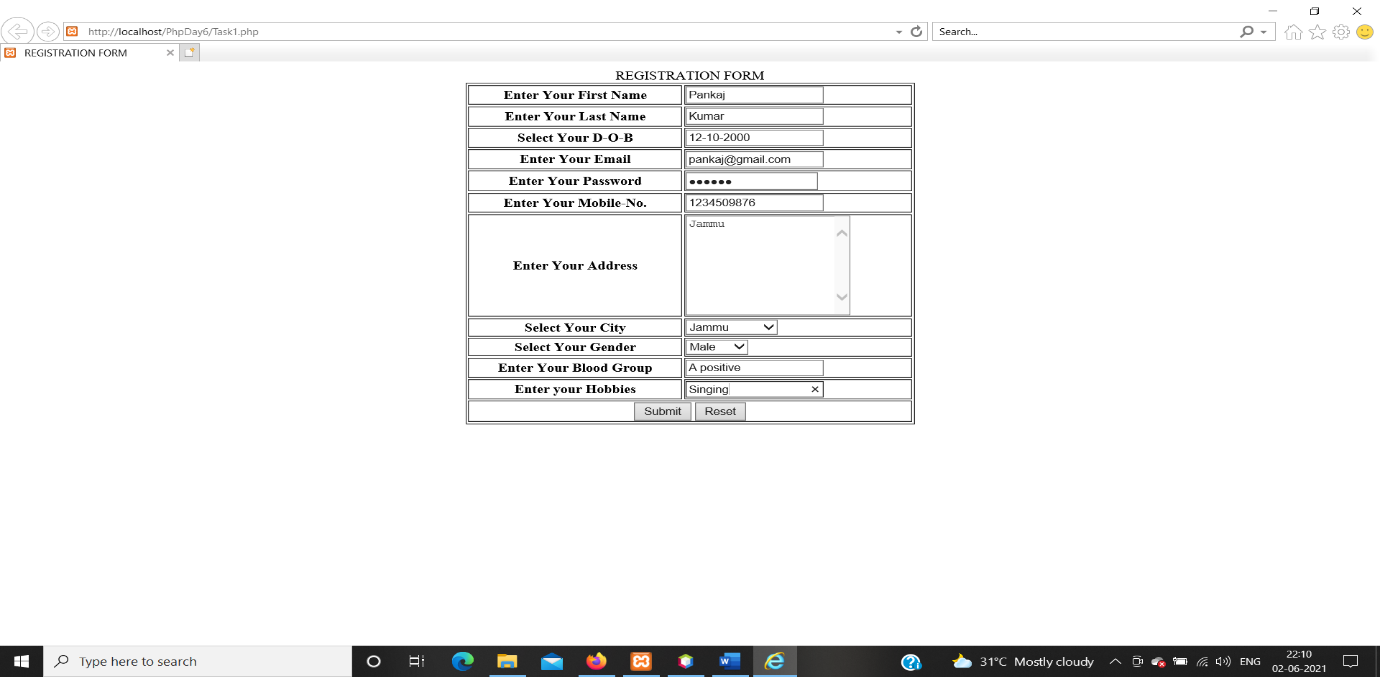 http://localhost/PhpDay6/Task1.php
Search...
REGISTRATION FORM
REGISTRATION FORM
Enter Your First Name Pankaj
Enter Your Last Name Kumar
Select Your D-O-B 12-10-2000
Enter Your Email pankaj@gmail.com
Enter Your Password ••••••
Enter Your Mobile-No. 1234509876
Enter Your Address Jammu
Select Your City Jammu
Select Your Gender Male
Enter Your Blood Group A positive
Enter your Hobbies Singing
Submit Reset
Type here to search
31°C Mostly cloudy
ENG
22:10
02-06-2021